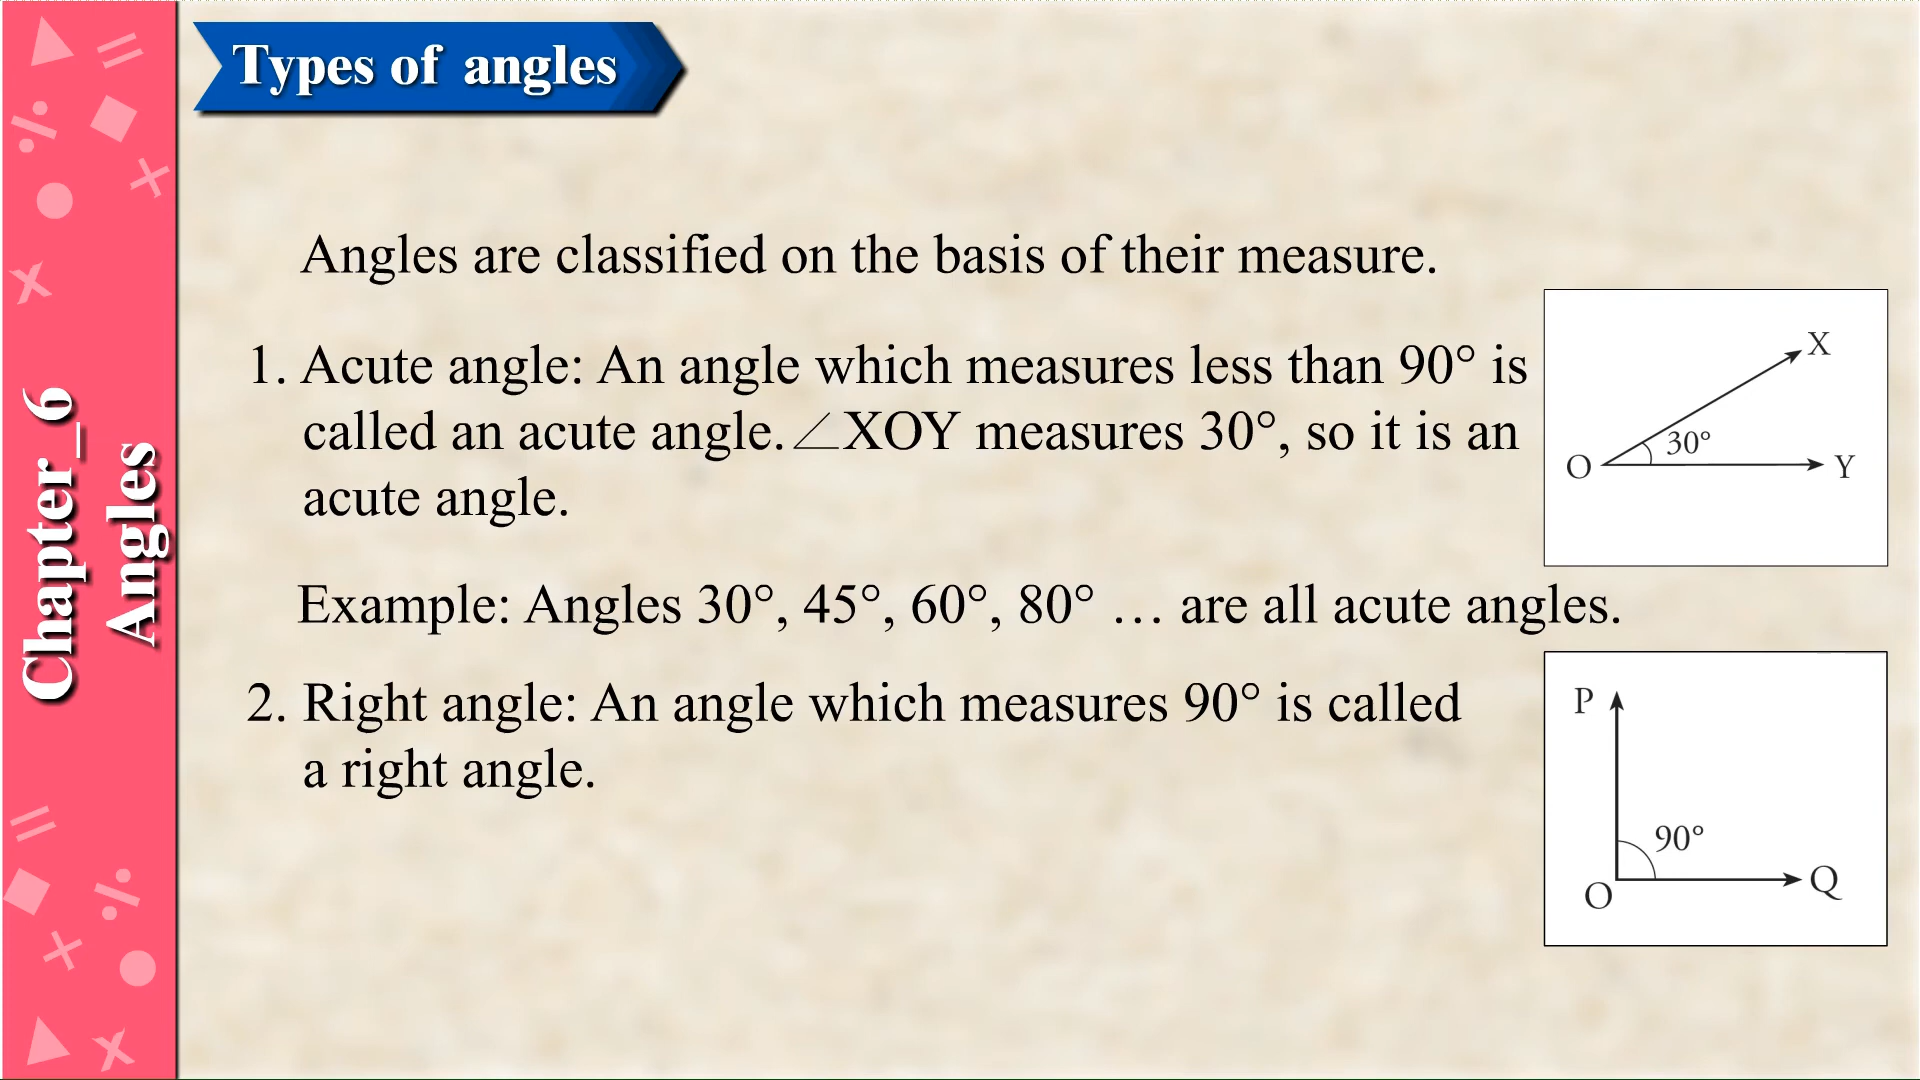 Types of angles
Chapter_6
Angles
Angles are classified on the basis of their measure.
1. Acute angle: An angle which measures less than 90° is
called an acute angle. ∠XOY measures 30°, so it is an
acute angle.
X
30°
O
Y
Example: Angles 30°, 45°, 60°, 80° … are all acute angles.
2. Right angle: An angle which measures 90° is called
a right angle.
P
90°
O
Q